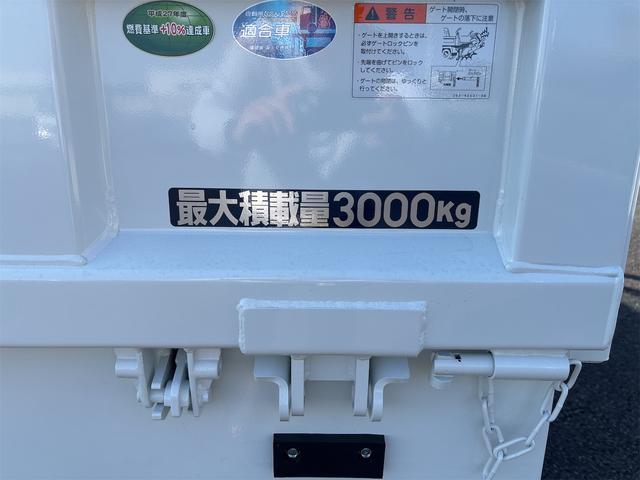 平成27年度
燃費基準+10%達成車
適合車
警告
ゲート開閉時、
ゲートの落下に注意
・ゲートを上開きするときは、
必ずゲートロックピンを
取付けてください。
・先端を曲げてピンをロック
してください。
・ゲートの開閉は、ゆっくりと
行ってください。
最大積載量3000Kg